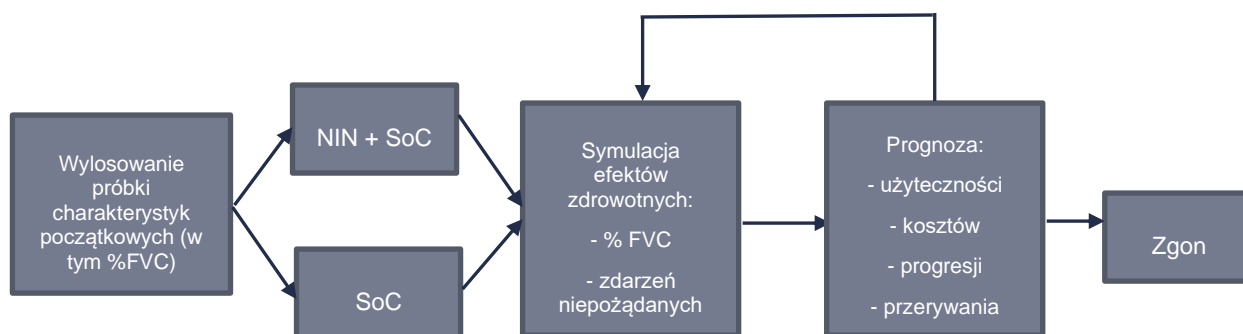 Wylosowanie
próbki
charakterystyk
początkowych (w
tym %FVC)
NIN + SoC
SoC
Symulacja
efektów
zdrowotnych:
- % FVC
- zdarzeń
niepożądanych
Prognoza:
- użyteczności
- kosztów
- progresji
- przerywania
Zgon